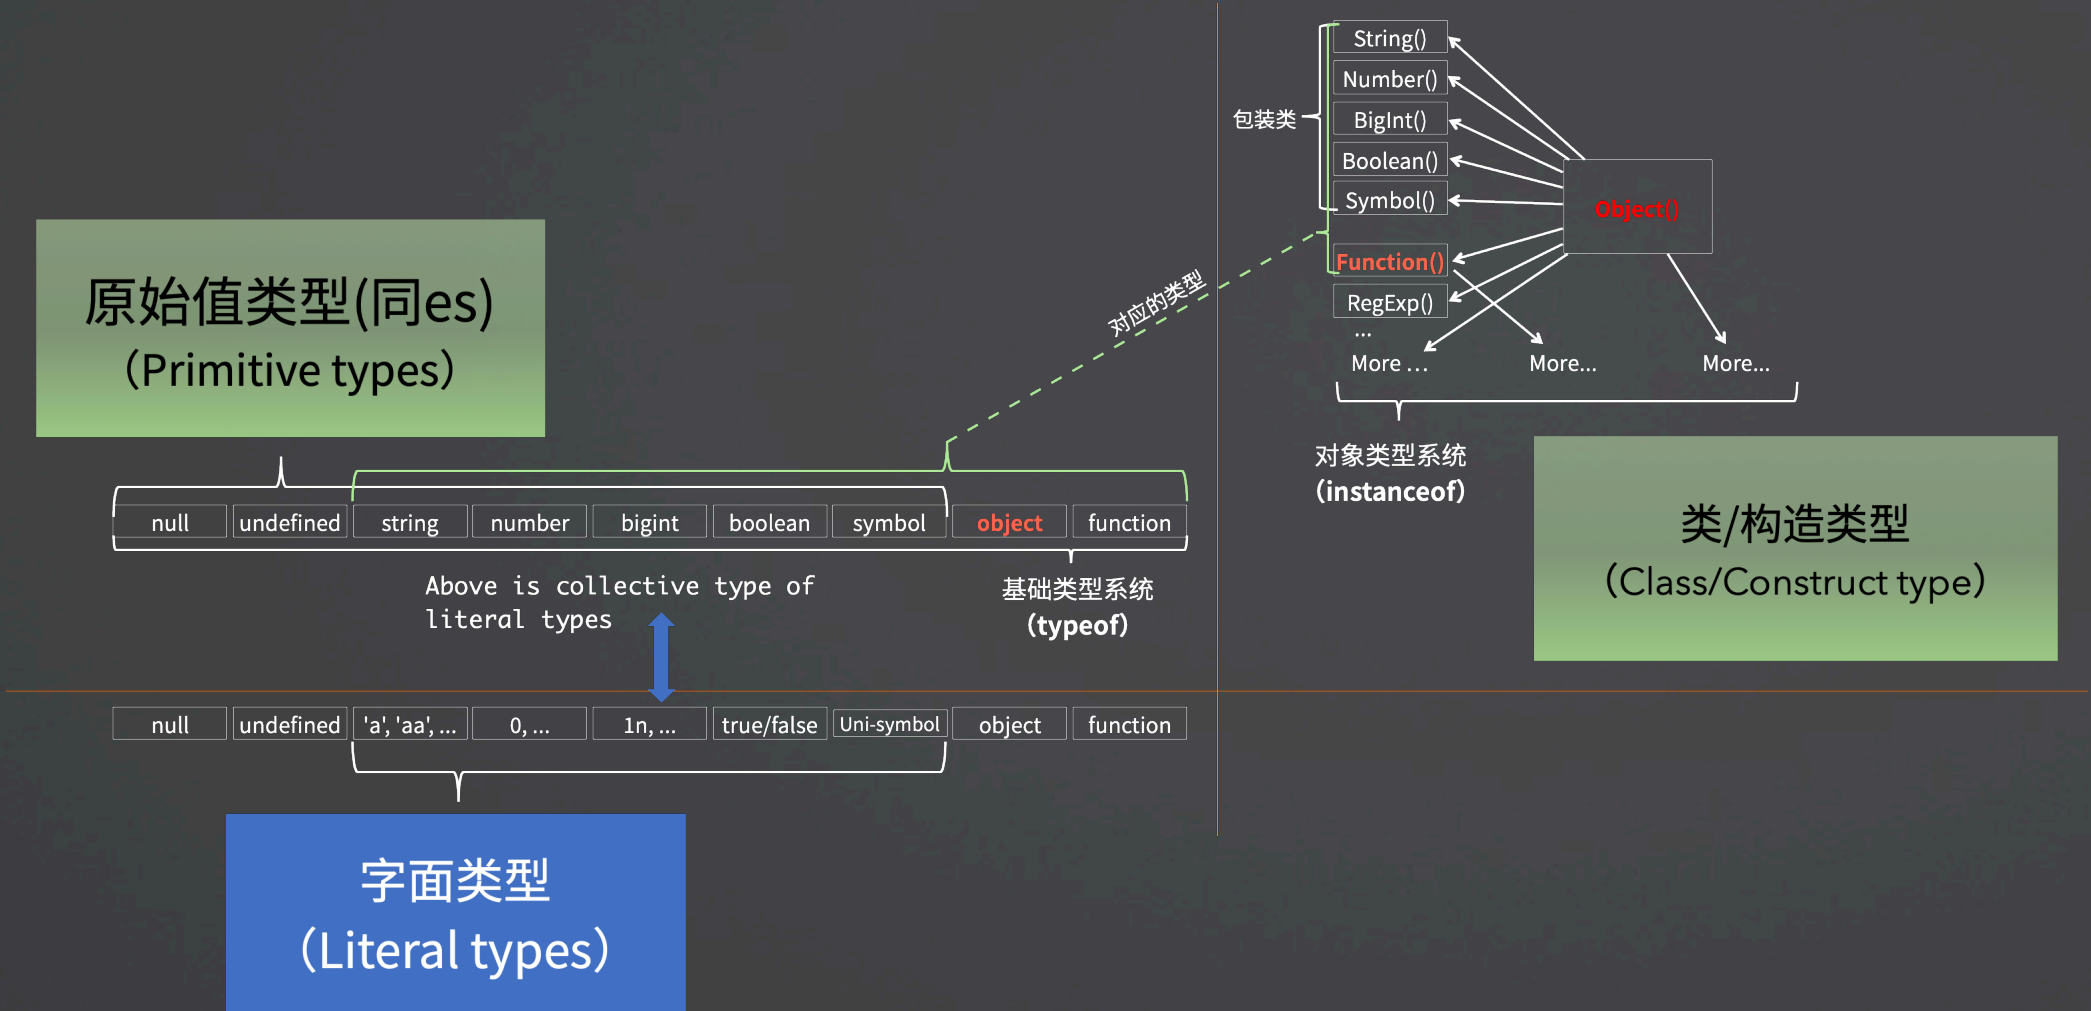 String()
Number()
包装类
BigInt()
Boolean()
Symbol()
Object()
Function()
RegExp()
...
More ...
More...
More...
对应的类型
对象类型系统
(instanceof)
类/构造类型
(Class/Construct type)
原始值类型(同es)
(Primitive types)
null undefined string number bigint boolean symbol object function
Above is collective type of
literal types
基础类型系统
(typeof)
null undefined 'a', 'aa', ... 0, ... 1n, ... true/false Uni-symbol object function
字面类型
(Literal types)